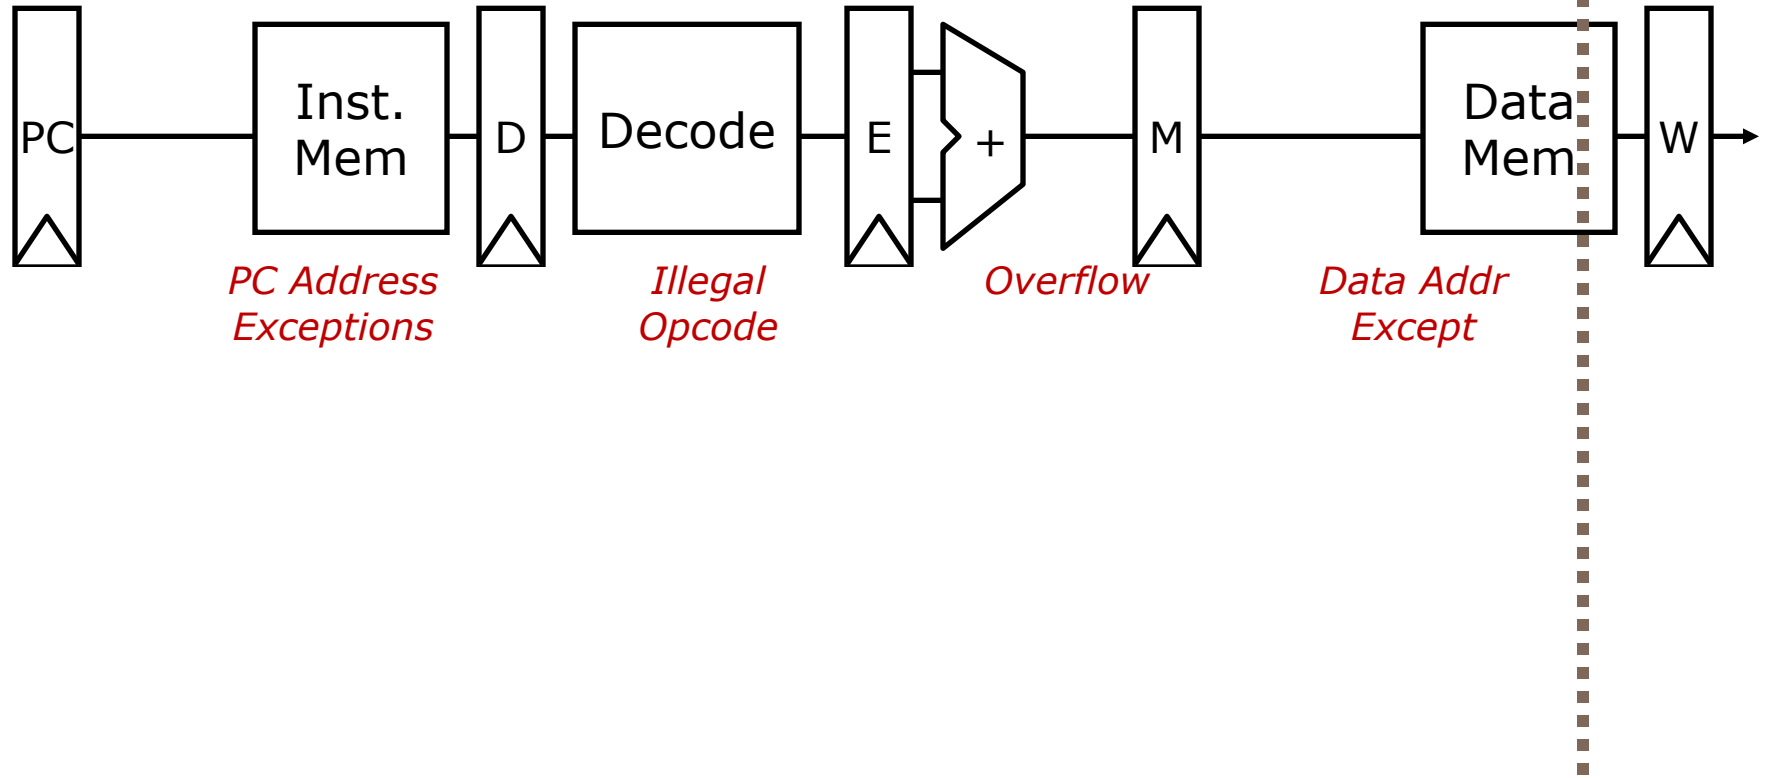 PC
Inst.
Mem
D
Decode
E
+
M
Data
Mem
W
PC Address
Exceptions
Illegal
Opcode
Overflow
Data Addr
Except